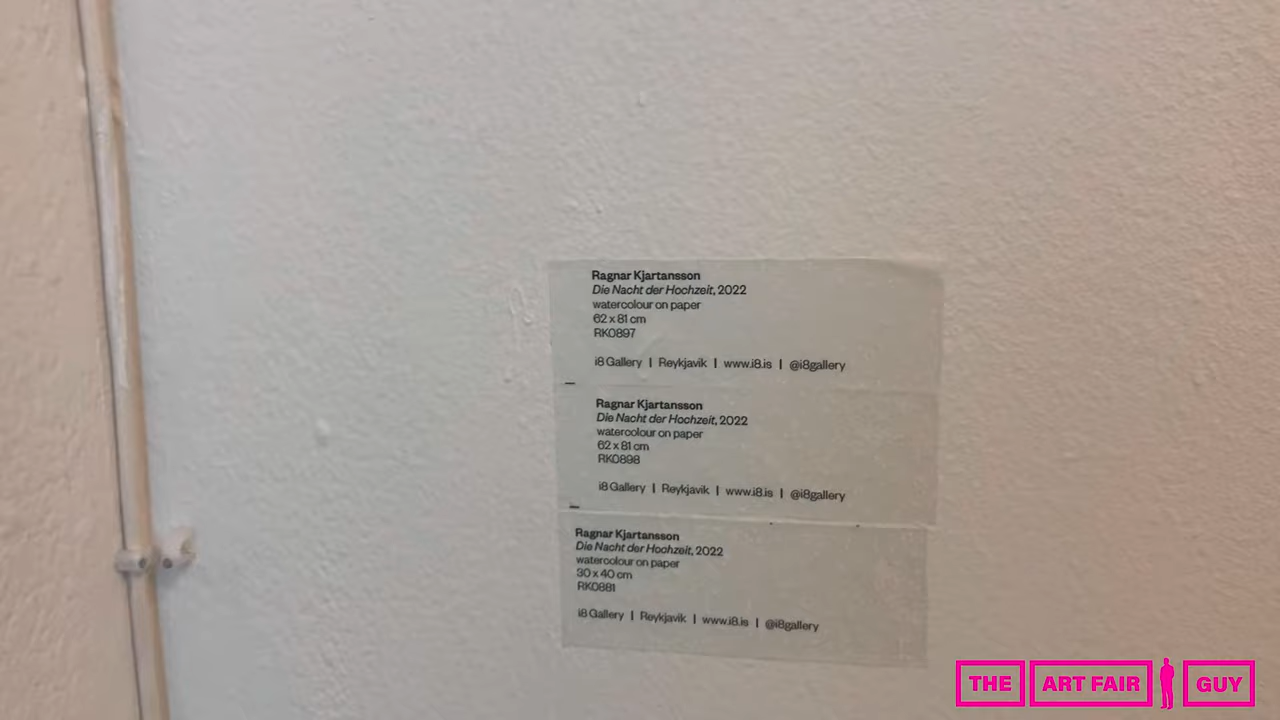 Ragnar Kjartansson
Die Nacht der Hochzeit, 2022
watercolour on paper
62 x 81 cm
RK0897
i8 Gallery | Reykjavik | www.i8.is | @i8gallery
Ragnar Kjartansson
Die Nacht der Hochzeit, 2022
watercolour on paper
62 x 81 cm
RK0898
i8 Gallery | Reykjavik | www.i8.is | @i8gallery
Ragnar Kjartansson
Die Nacht der Hochzeit, 2022
watercolour on paper
30 x 40 cm
RK0881
i8 Gallery | Reykjavik | www.i8.is | @i8gallery
THE ART FAIR GUY